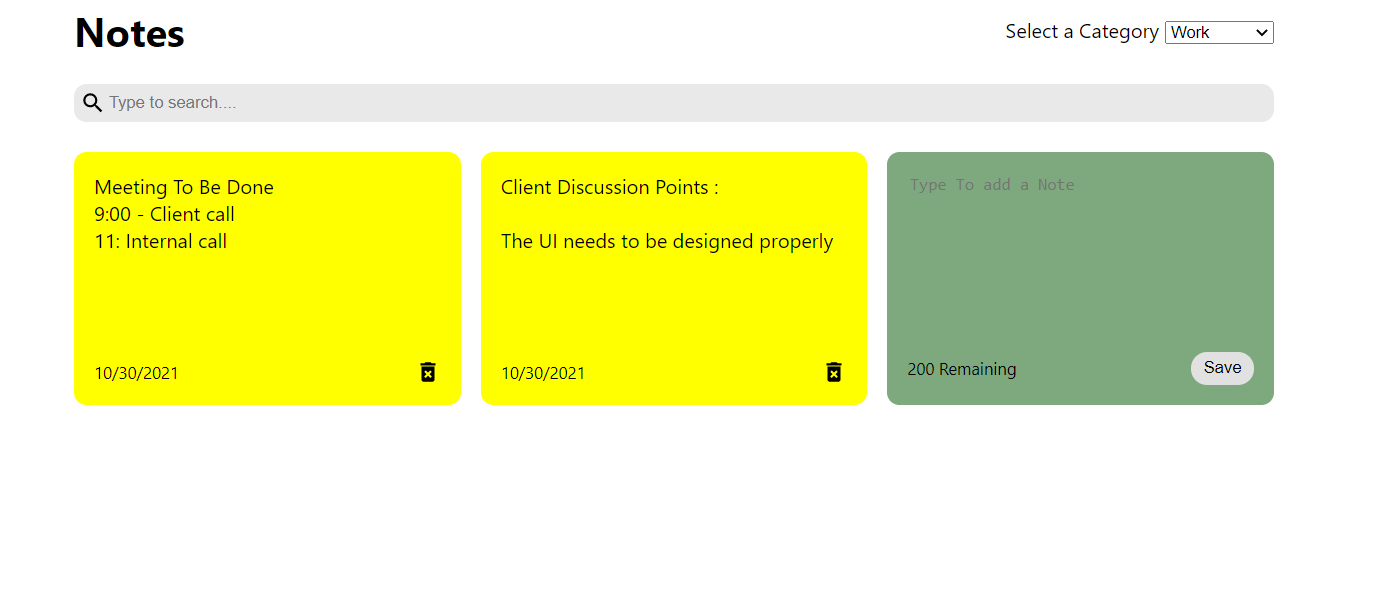 Notes
Select a Category Work
Type to search....
Meeting To Be Done
9:00 - Client call
11: Internal call
10/30/2021
Client Discussion Points :
The UI needs to be designed properly
10/30/2021
Type To add a Note
200 Remaining
Save